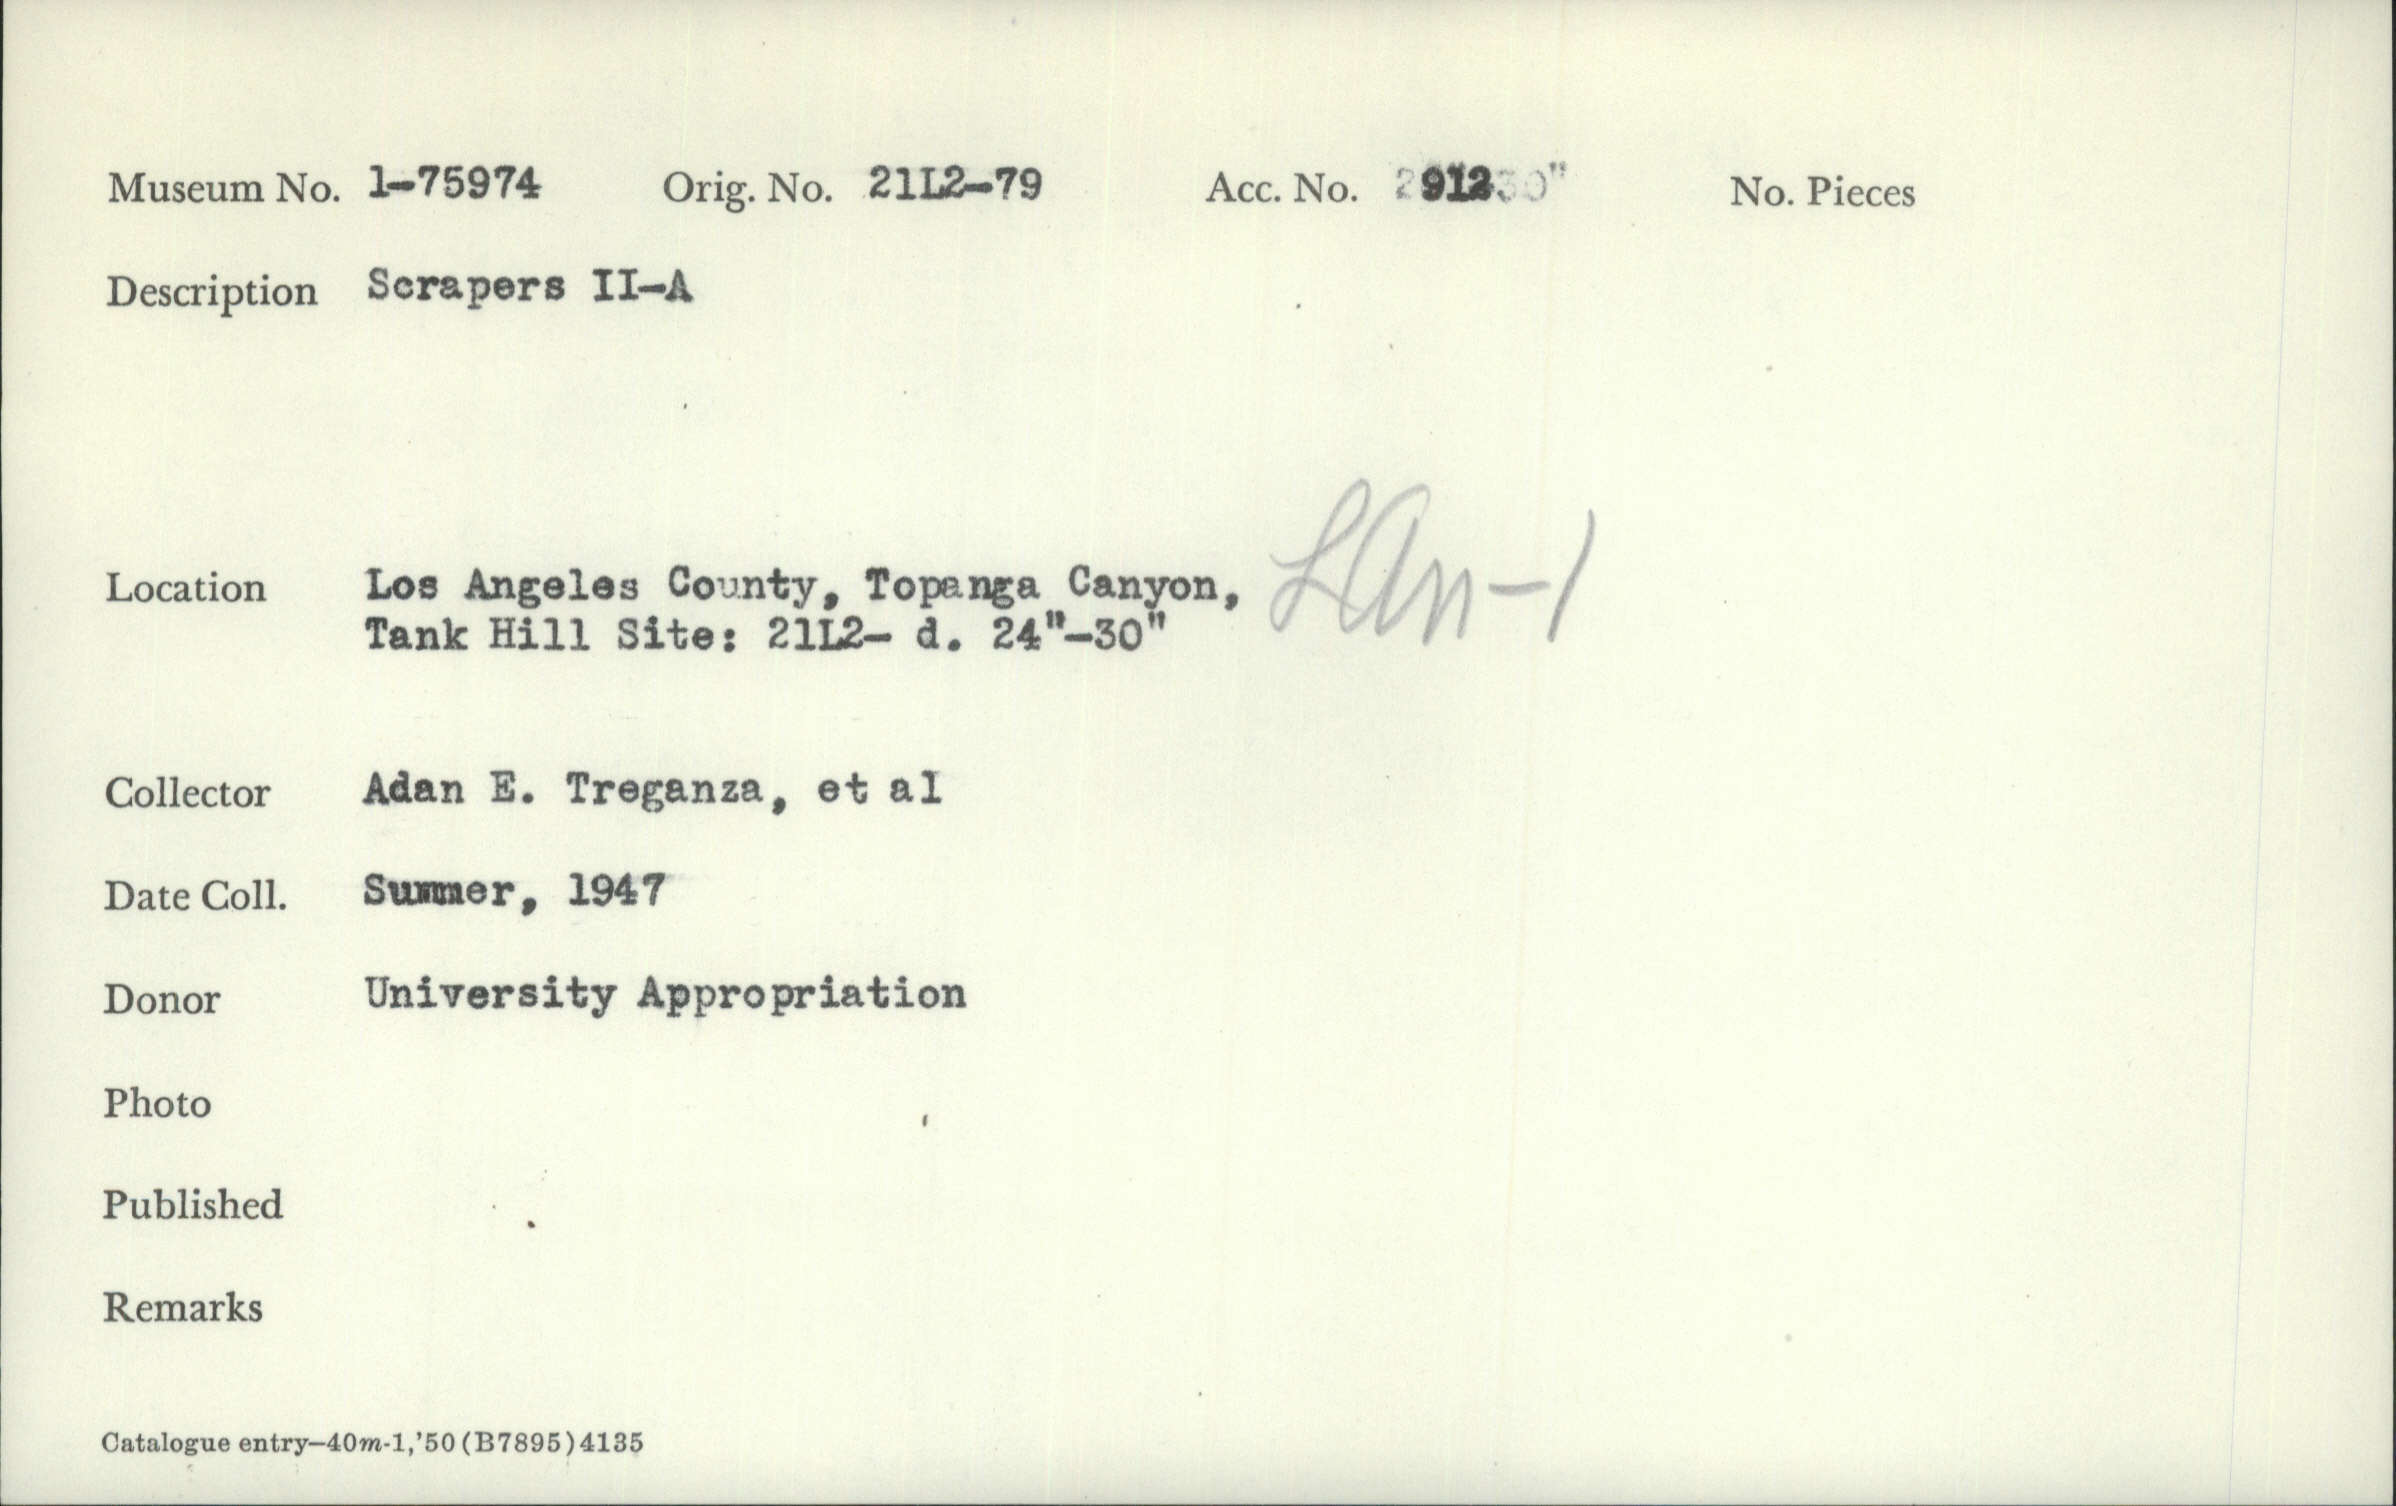 Museum No. 1-75974 Orig. No. 21L2-79 Acc. No. 912 No. Pieces
Description Scrapers II-A
Location Los Angeles County, Topanga Canyon, LAn-1
Tank Hill Site: 21L2- d. 24"-30"
Collector Adan E. Treganza, et al
Date Coll. Summer, 1947
Donor University Appropriation
Photo
Published
Remarks
Catalogue entry—40m-1,'50(B7895)4135